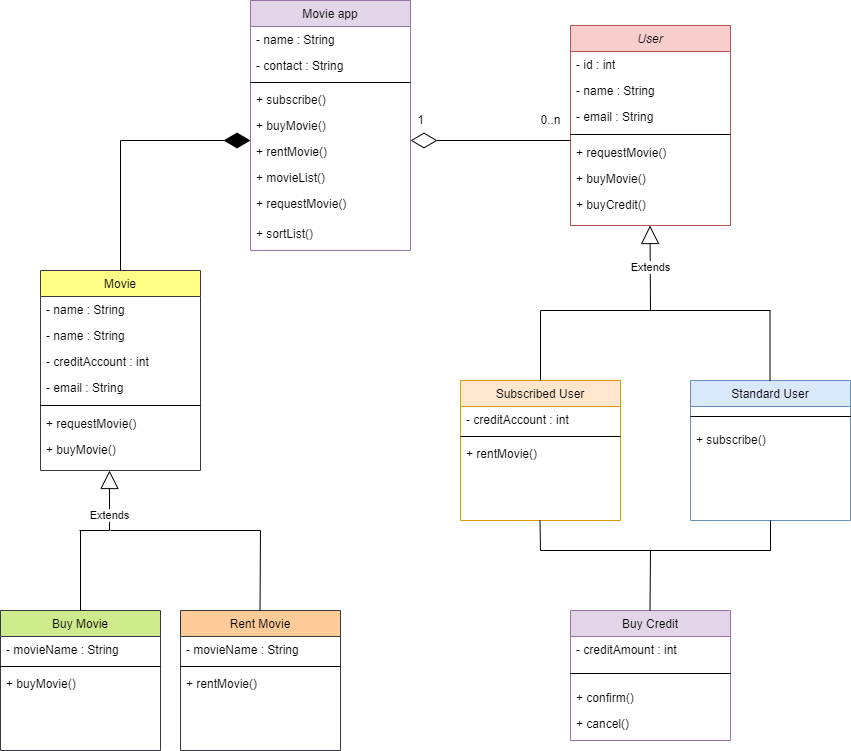 Movie app
- name : String
- contact : String
+ subscribe()
+ buyMovie()
+ rentMovie()
+ movieList()
+ requestMovie()
+ sortList()
1
0..n
User
- id : int
- name : String
- email : String
+ requestMovie()
+ buyMovie()
+ buyCredit()
Extends
Movie
- name : String
- name : String
- creditAccount : int
- email : String
+ requestMovie()
+ buyMovie()
Extends
Subscribed User
- creditAccount : int
+ rentMovie()
Standard User
+ subscribe()
Buy Movie
- movieName : String
+ buyMovie()
Rent Movie
- movieName : String
+ rentMovie()
Buy Credit
- creditAmount : int
+ confirm()
+ cancel()